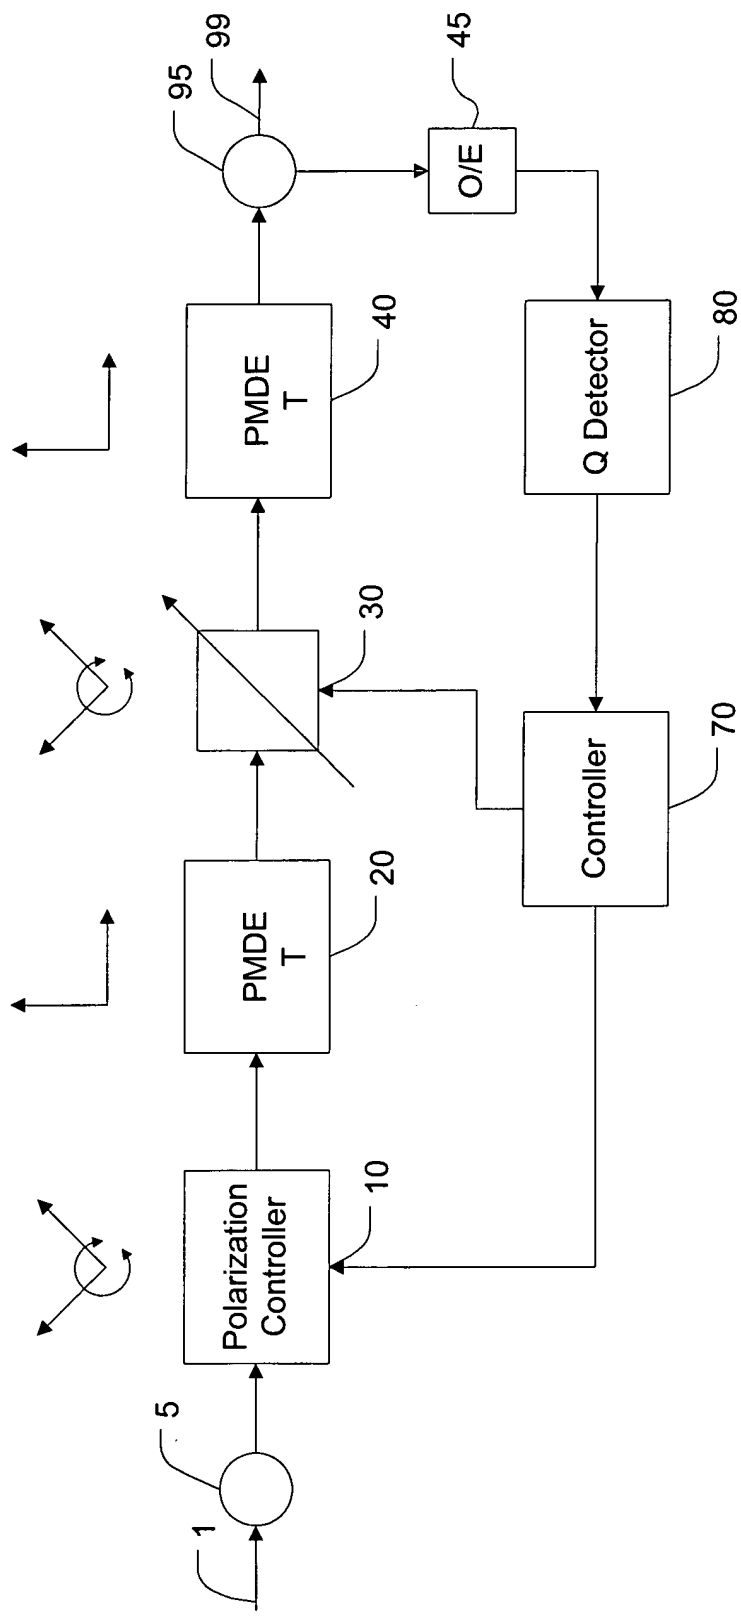 1
5
Polarization
Controller
10
PMDE
T
20
30
PMDE
T
40
95
99
O/E
45
Q Detector
80
Controller
70